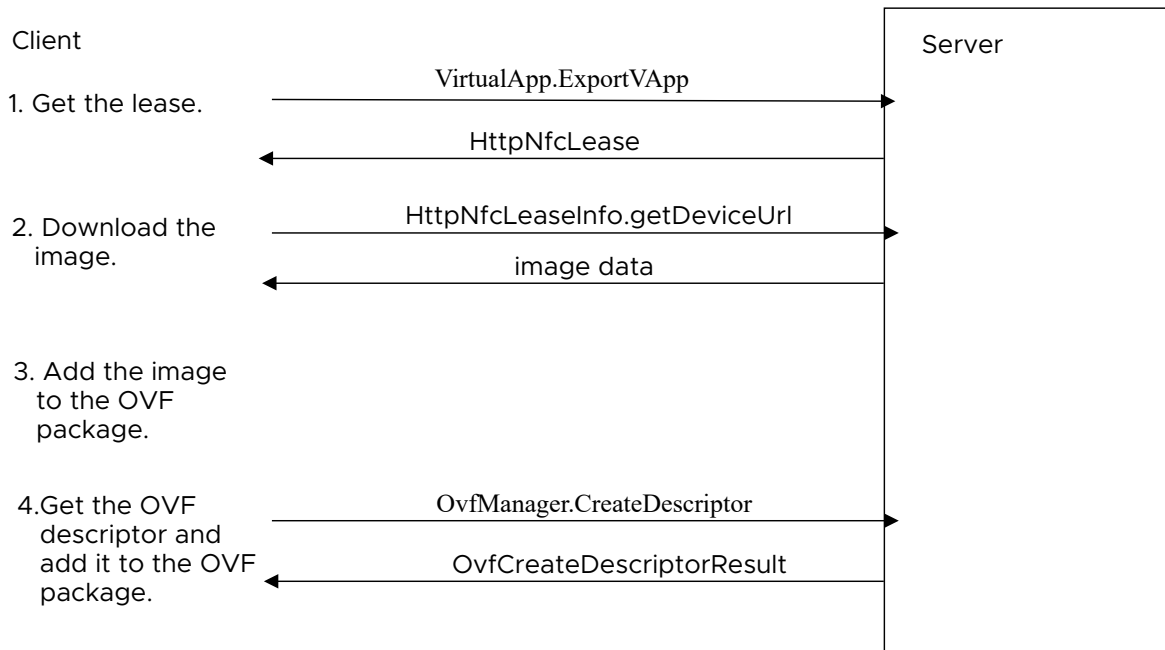 Client
Server
VirtualApp.ExportVApp
1. Get the lease.
HttpNfcLease
HttpNfcLeaseInfo.getDeviceUrl
2. Download the
image.
image data
3. Add the image
to the OVF
package.
4.Get the OVF
descriptor and
add it to the OVF
package.
OvfManager.CreateDescriptor
OvfCreateDescriptorResult